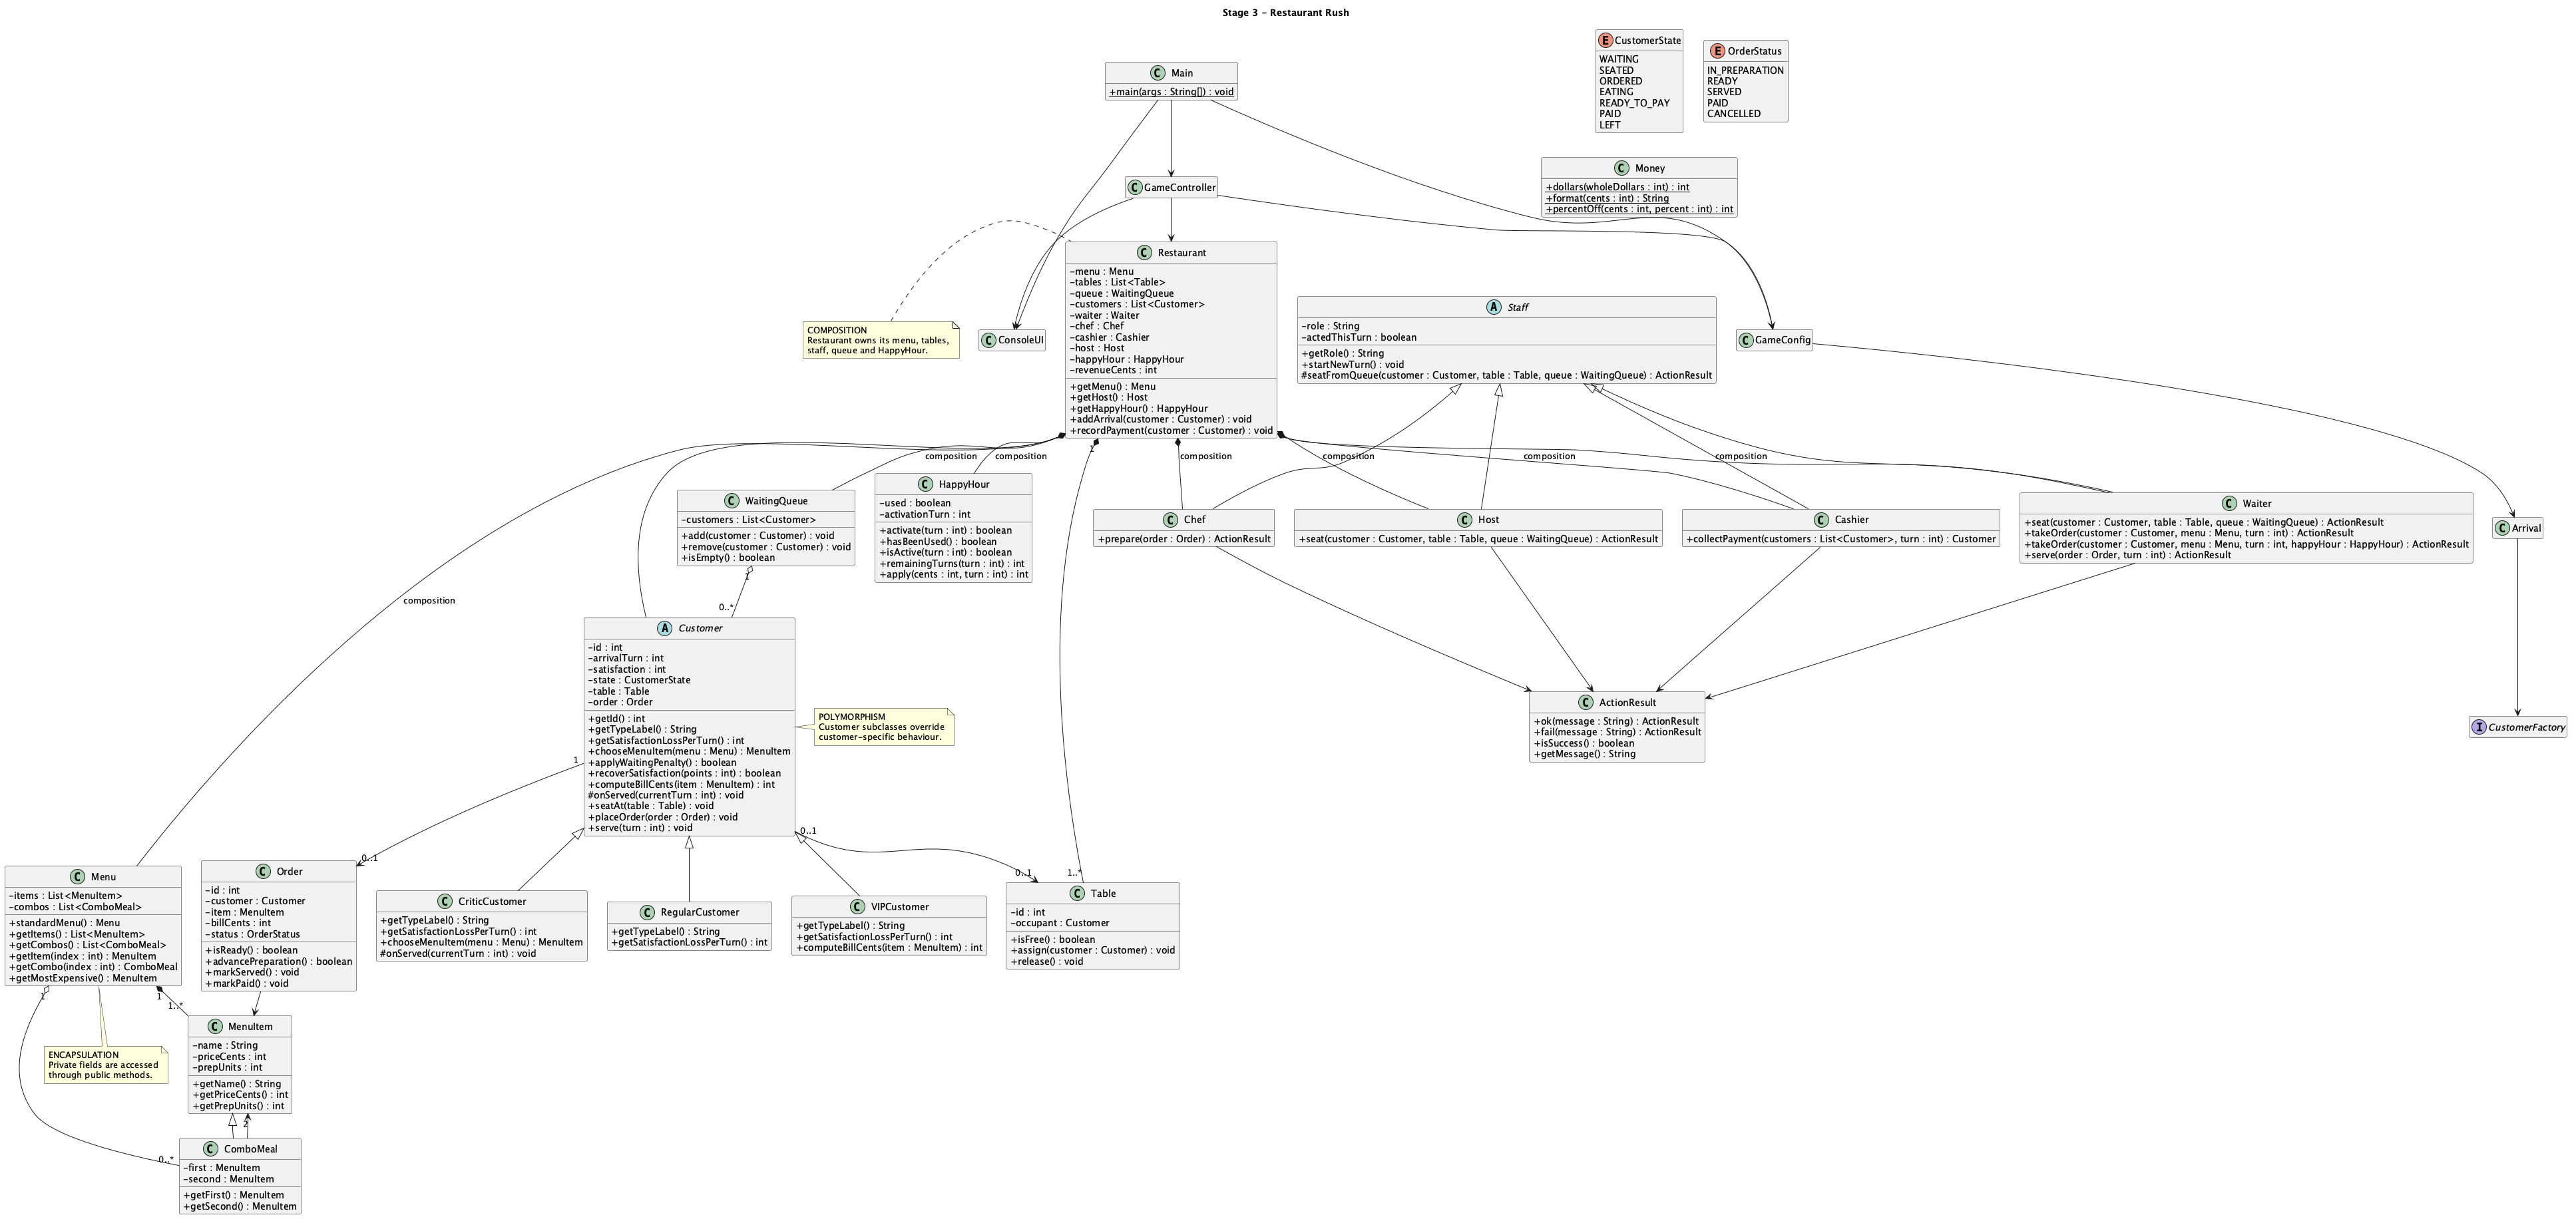 Stage 3 - Restaurant Rush
E CustomerState
WAITING
SEATED
ORDERED
EATING
READY_TO_PAY
PAID
LEFT
E OrderStatus
IN_PREPARATION
READY
SERVED
PAID
CANCELLED
C Main
+main(args : String[]) : void
C GameController
C Money
+dollars(wholeDollars : int) : int
+format(cents : int) : String
+percentOff(cents : int, percent : int) : int
COMPOSITION
Restaurant owns its menu, tables,
staff, queue and HappyHour.
C ConsoleUI
C Restaurant
-menu : Menu
-tables : List<Table>
-queue : WaitingQueue
-customers : List<Customer>
-waiter : Waiter
-chef : Chef
-cashier : Cashier
-host : Host
-happyHour : HappyHour
-revenueCents : int
+getMenu() : Menu
+getHost() : Host
+getHappyHour() : HappyHour
+addArrival(customer : Customer) : void
+recordPayment(customer : Customer) : void
A Staff
-role : String
-actedThisTurn : boolean
+getRole() : String
+startNewTurn() : void
#seatFromQueue(customer : Customer, table : Table, queue : WaitingQueue) : ActionResult
C GameConfig
composition
composition
1
composition
composition
composition
composition
composition
C WaitingQueue
-customers : List<Customer>
+add(customer : Customer) : void
+remove(customer : Customer) : void
+isEmpty() : boolean
1
0..*
C HappyHour
-used : boolean
-activationTurn : int
+activate(turn : int) : boolean
+hasBeenUsed() : boolean
+isActive(turn : int) : boolean
+remainingTurns(turn : int) : int
+apply(cents : int, turn : int) : int
C Chef
+prepare(order : Order) : ActionResult
C Host
+seat(customer : Customer, table : Table, queue : WaitingQueue) : ActionResult
C Cashier
+collectPayment(customers : List<Customer>, turn : int) : Customer
C Waiter
+seat(customer : Customer, table : Table, queue : WaitingQueue) : ActionResult
+takeOrder(customer : Customer, menu : Menu, turn : int) : ActionResult
+takeOrder(customer : Customer, menu : Menu, turn : int, happyHour : HappyHour) : ActionResult
+serve(order : Order, turn : int) : ActionResult
C Arrival
A Customer
-id : int
-arrivalTurn : int
-satisfaction : int
-state : CustomerState
-table : Table
-order : Order
+getId() : int
+getTypeLabel() : String
+getSatisfactionLossPerTurn() : int
+chooseMenuItem(menu : Menu) : MenuItem
+applyWaitingPenalty() : boolean
+recoverSatisfaction(points : int) : boolean
+computeBillCents(item : MenuItem) : int
#onServed(currentTurn : int) : void
+seatAt(table : Table) : void
+placeOrder(order : Order) : void
+serve(turn : int) : void
POLYMORPHISM
Customer subclasses override
customer-specific behaviour.
C ActionResult
+ok(message : String) : ActionResult
+fail(message : String) : ActionResult
+isSuccess() : boolean
+getMessage() : String
I CustomerFactory
1
0..1
0..1
0..1
1..*
C Menu
-items : List<MenuItem>
-combos : List<ComboMeal>
+standardMenu() : Menu
+getItems() : List<MenuItem>
+getCombos() : List<ComboMeal>
+getItem(index : int) : MenuItem
+getCombo(index : int) : ComboMeal
+getMostExpensive() : MenuItem
C Order
-id : int
-customer : Customer
-item : MenuItem
-billCents : int
-status : OrderStatus
+isReady() : boolean
+advancePreparation() : boolean
+markServed() : void
+markPaid() : void
C CriticCustomer
+getTypeLabel() : String
+getSatisfactionLossPerTurn() : int
+chooseMenuItem(menu : Menu) : MenuItem
#onServed(currentTurn : int) : void
C RegularCustomer
+getTypeLabel() : String
+getSatisfactionLossPerTurn() : int
C VIPCustomer
+getTypeLabel() : String
+getSatisfactionLossPerTurn() : int
+computeBillCents(item : MenuItem) : int
C Table
-id : int
-occupant : Customer
+isFree() : boolean
+assign(customer : Customer) : void
+release() : void
1
1
1..*
ENCAPSULATION
Private fields are accessed
through public methods.
C MenuItem
-name : String
-priceCents : int
-prepUnits : int
+getName() : String
+getPriceCents() : int
+getPrepUnits() : int
2
0..*
C ComboMeal
-first : MenuItem
-second : MenuItem
+getFirst() : MenuItem
+getSecond() : MenuItem